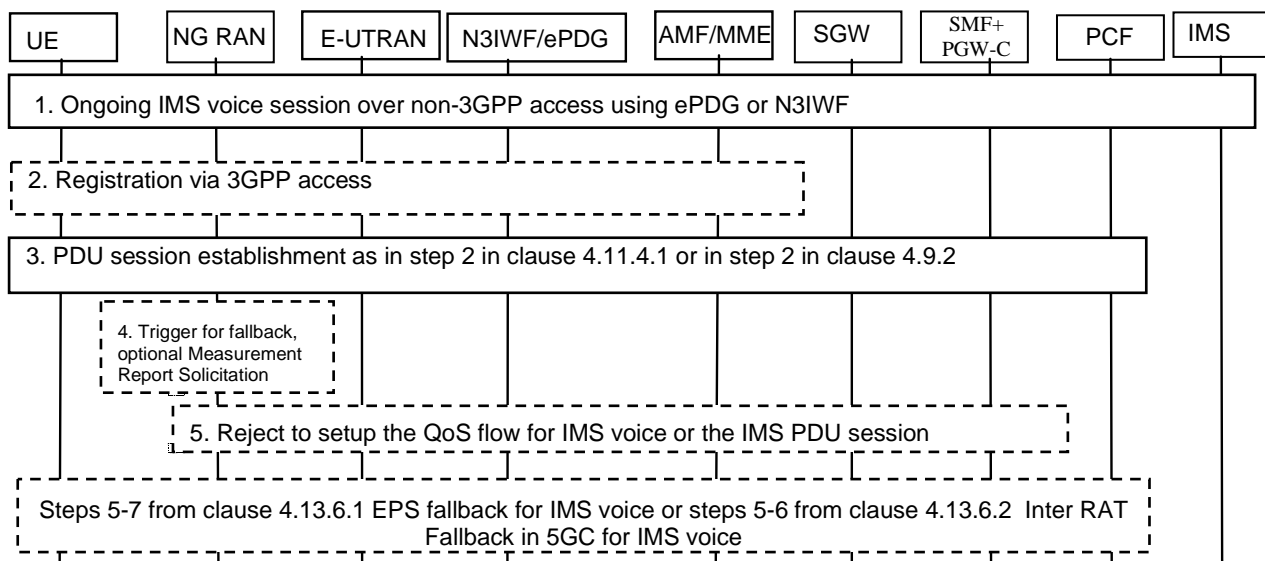 UE
NG RAN
E-UTRAN
N3IWF/ePDG
AMF/MME
SGW
SMF+
PGW-C
PCF
IMS
1. Ongoing IMS voice session over non-3GPP access using ePDG or N3IWF
2. Registration via 3GPP access
3. PDU session establishment as in step 2 in clause 4.11.4.1 or in step 2 in clause 4.9.2
4. Trigger for fallback,
optional Measurement
Report Solicitation
5. Reject to setup the QoS flow for IMS voice or the IMS PDU session
Steps 5-7 from clause 4.13.6.1 EPS fallback for IMS voice or steps 5-6 from clause 4.13.6.2 Inter RAT
Fallback in 5GC for IMS voice